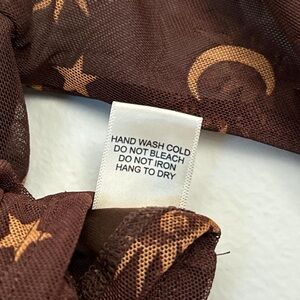 HAND WASH COLD
DO NOT BLEACH
DO NOT IRON
HANG TO DRY